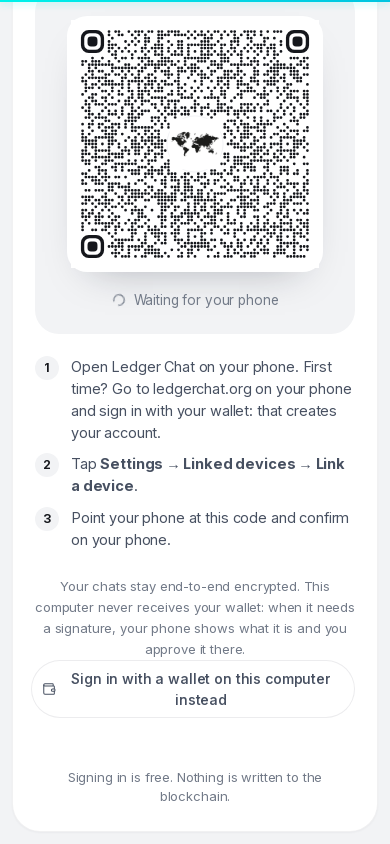 Waiting for your phone
1 Open Ledger Chat on your phone. First
time? Go to ledgerchat.org on your phone
and sign in with your wallet: that creates
your account.
2 Tap Settings → Linked devices → Link
a device.
3 Point your phone at this code and confirm
on your phone.
Your chats stay end-to-end encrypted. This
computer never receives your wallet: when it needs
a signature, your phone shows what it is and you
approve it there.
Sign in with a wallet on this computer
instead
Signing in is free. Nothing is written to the
blockchain.